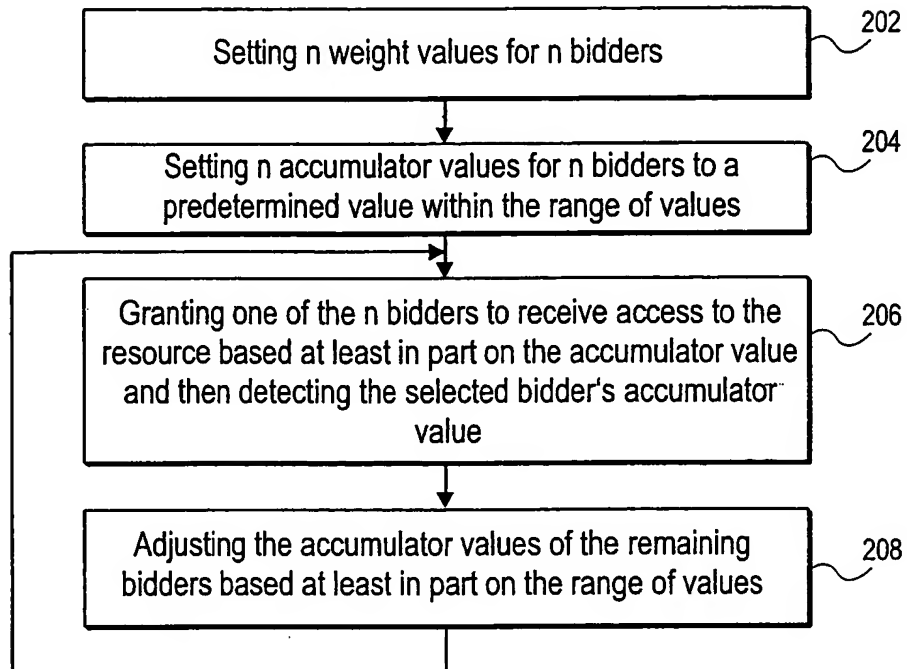 202
Setting n weight values for n bidders
204
Setting n accumulator values for n bidders to a
predetermined value within the range of values
206
Granting one of the n bidders to receive access to the
resource based at least in part on the accumulator value
and then detecting the selected bidder's accumulator
value
Adjusting the accumulator values of the remaining
bidders based at least in part on the range of values
208